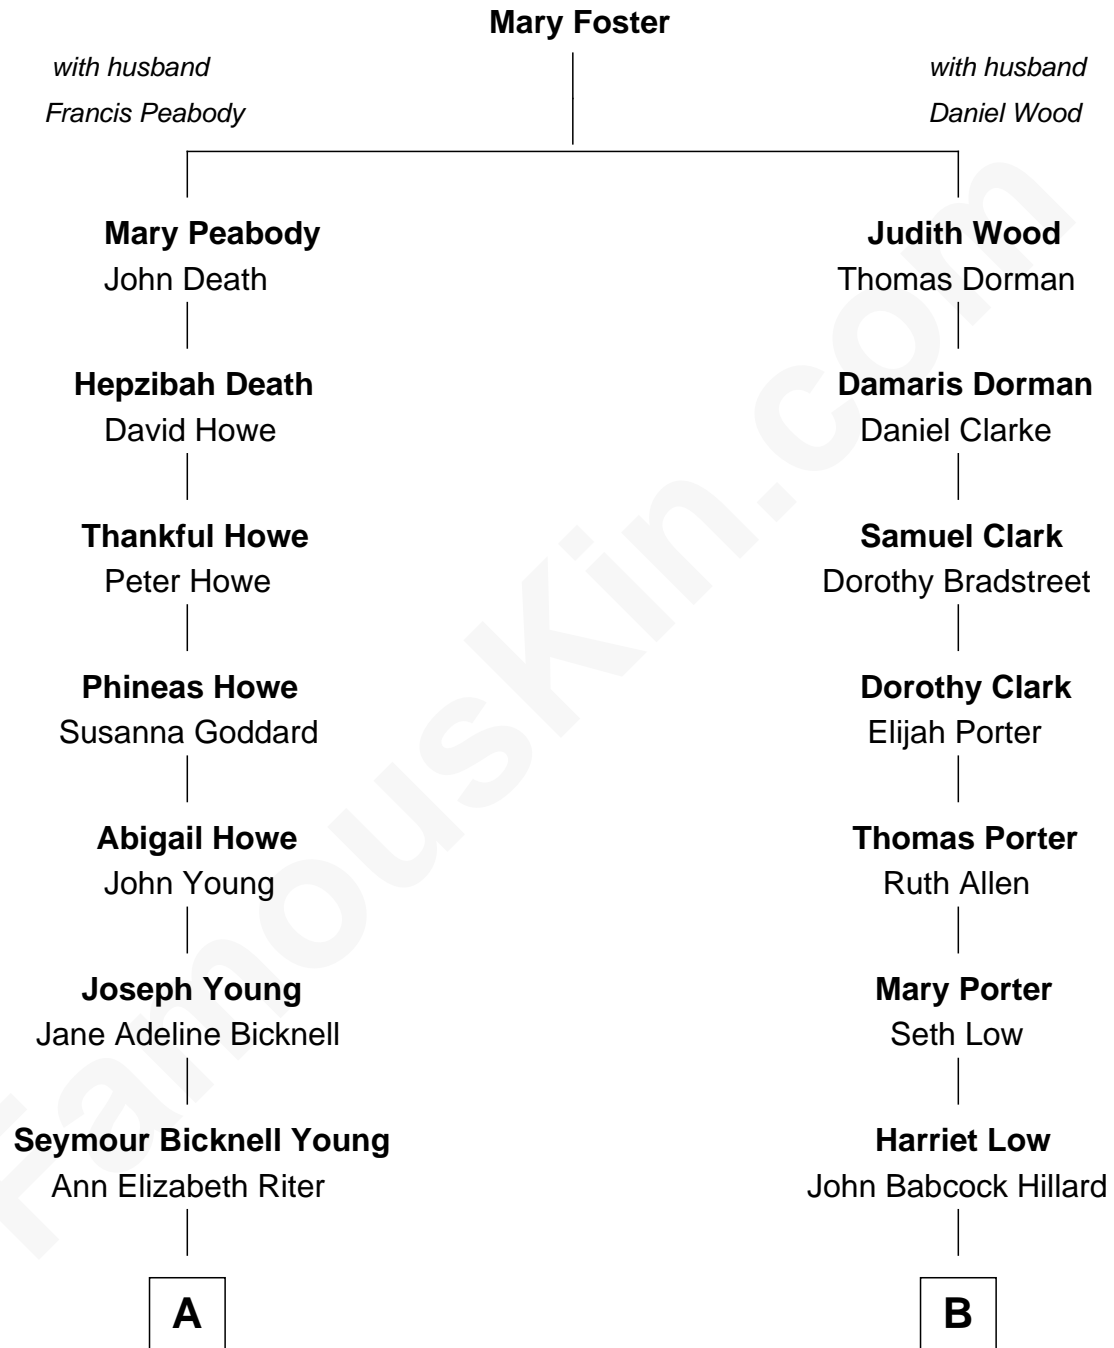 Mary Foster
with husband
Francis Peabody
with husband
Daniel Wood
Mary Peabody
John Death
Judith Wood
Thomas Dorman
Hepzibah Death
David Howe
Damaris Dorman
Daniel Clarke
Thankful Howe
Peter Howe
Samuel Clark
Dorothy Bradstreet
Phineas Howe
Susanna Goddard
Dorothy Clark
Elijah Porter
Abigail Howe
John Young
Thomas Porter
Ruth Allen
Joseph Young
Jane Adeline Bicknell
Mary Porter
Seth Low
Seymour Bicknell Young
Ann Elizabeth Riter
Harriet Low
John Babcock Hillard
A
B
FamousKin.com